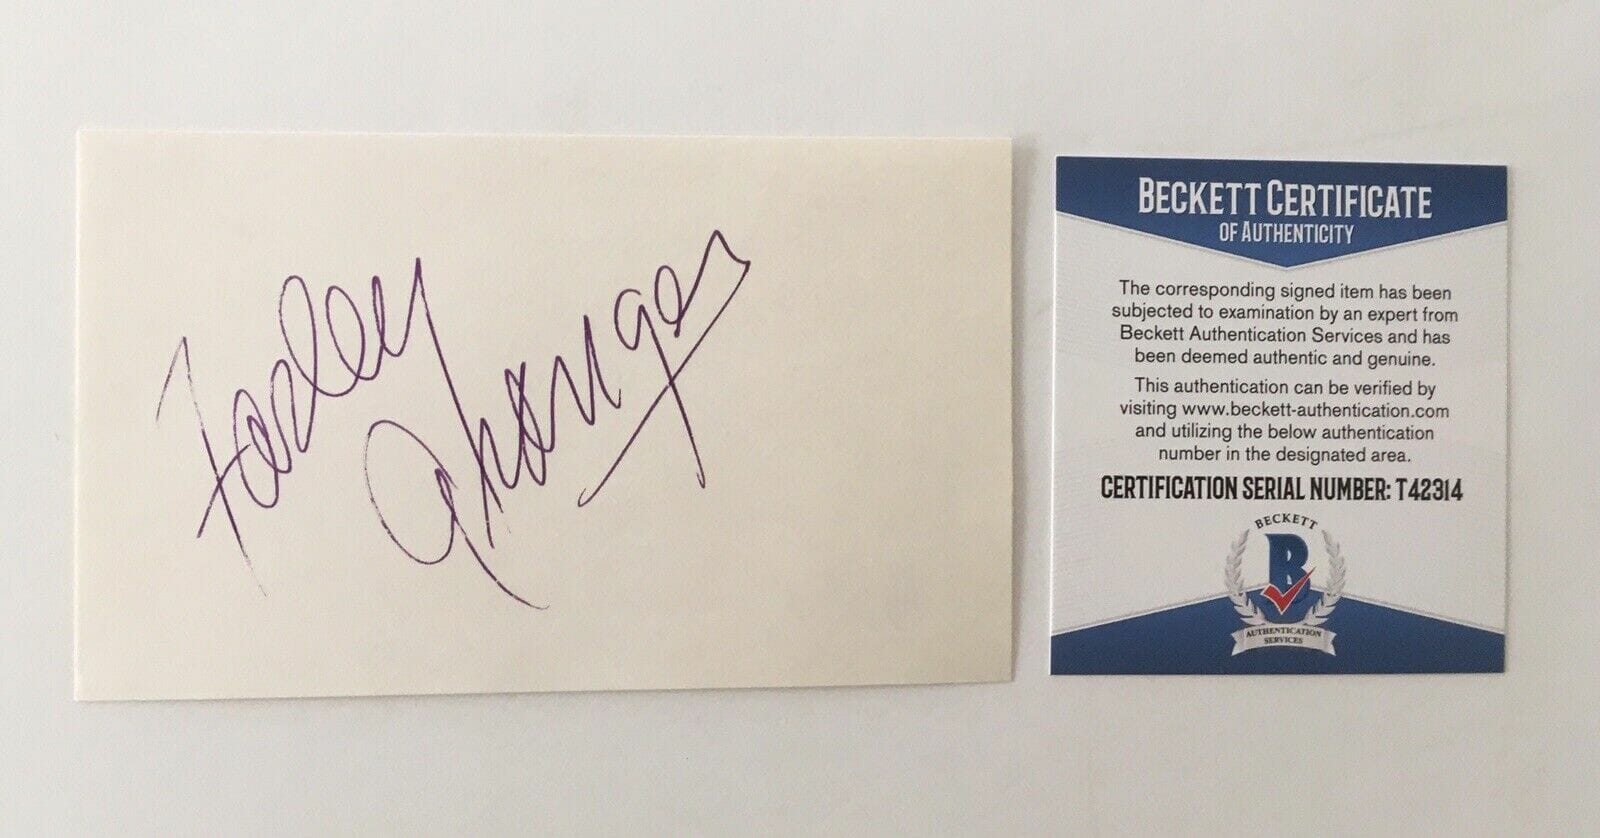 Farley
Granger
BECKETT CERTIFICATE
OF AUTHENTICITY
The corresponding signed item has been
subjected to examination by an expert from
Beckett Authentication Services and has
been deemed authentic and genuine.
This authentication can be verified by
visiting www.beckett-authentication.com
and utilizing the below authentication
number in the designated area.
CERTIFICATION SERIAL NUMBER: T42314
BECKETT
B
AUTHENTICATION
SERVICES